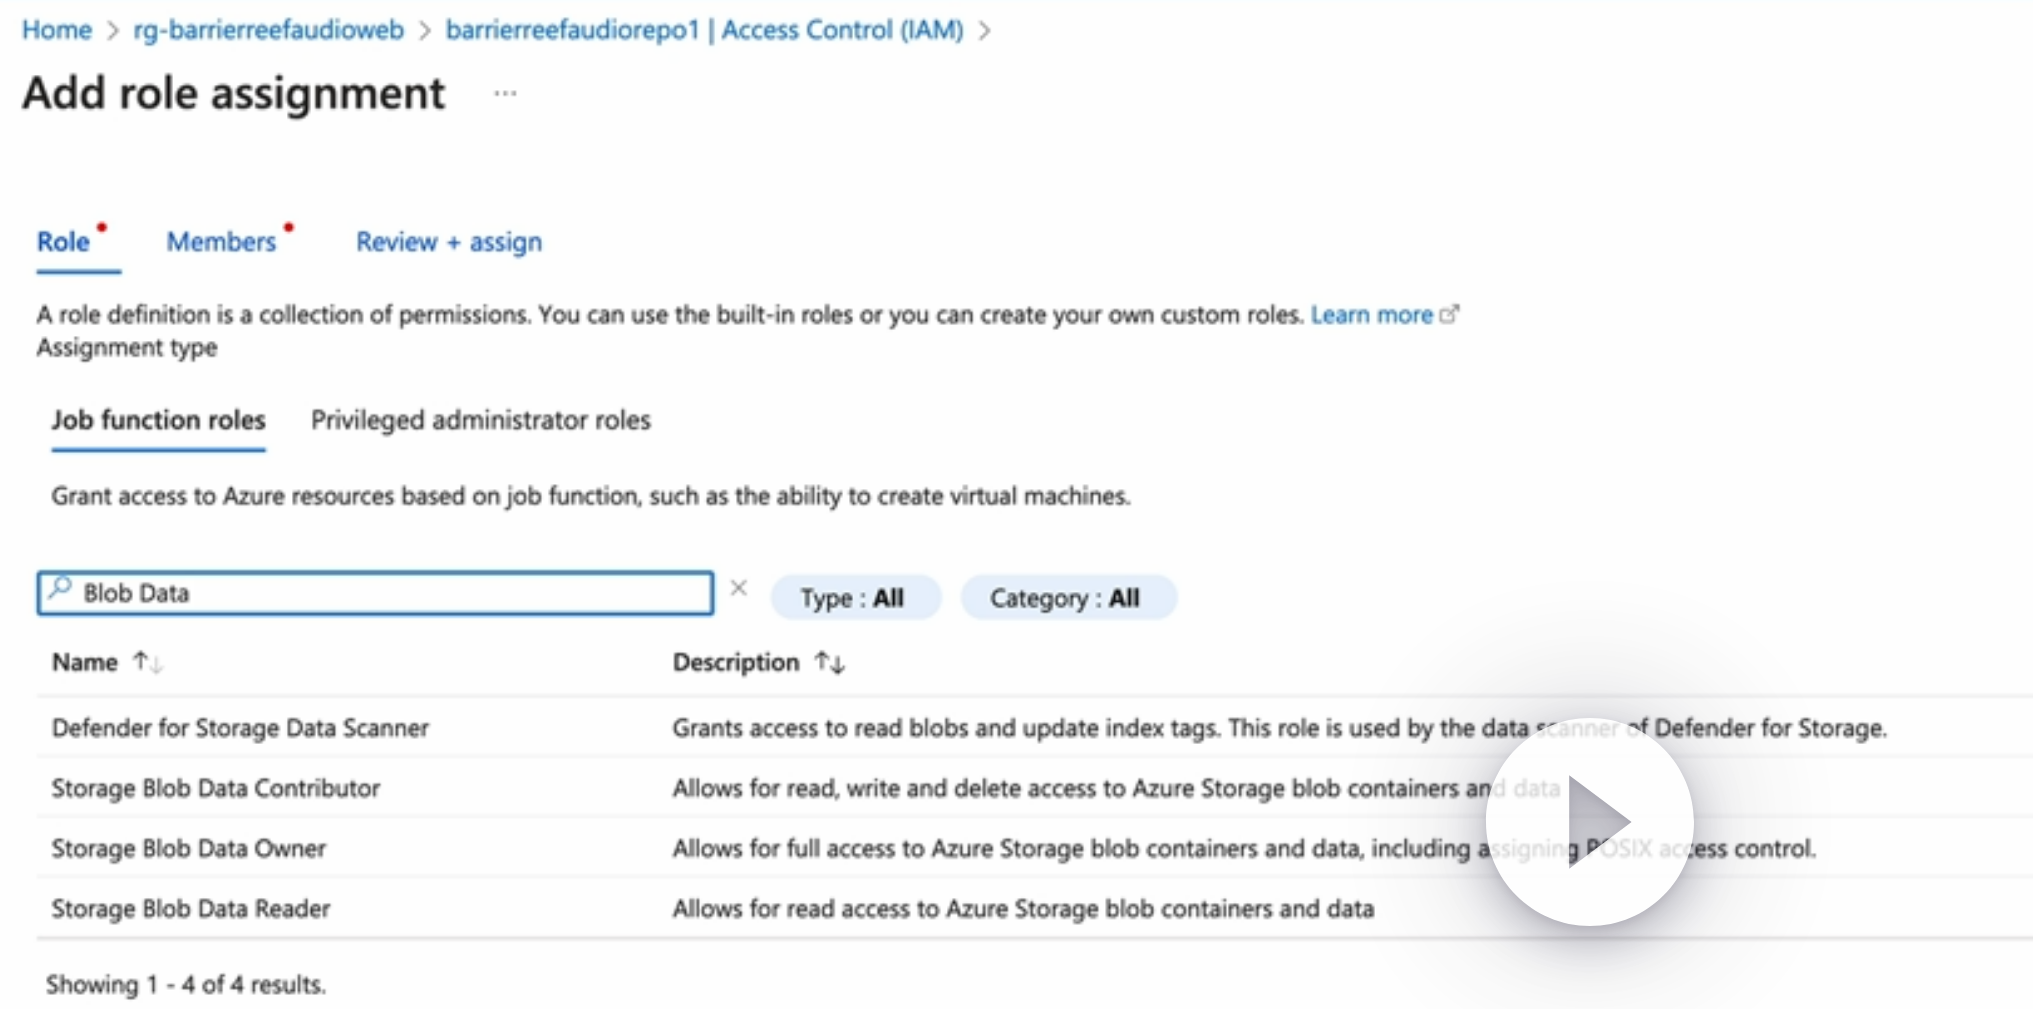 Home > rg-barrierreefaudioweb > barrierreefaudiorepo1 | Access Control (IAM) >
Add role assignment ...
Role Members Review + assign
A role definition is a collection of permissions. You can use the built-in roles or you can create your own custom roles. Learn more
Assignment type
Job function roles Privileged administrator roles
Grant access to Azure resources based on job function, such as the ability to create virtual machines.
Blob Data × Type : All Category : All
Name ↑↓ Description ↑↓
Defender for Storage Data Scanner Grants access to read blobs and update index tags. This role is used by the data scanner of Defender for Storage.
Storage Blob Data Contributor Allows for read, write and delete access to Azure Storage blob containers and data
Storage Blob Data Owner Allows for full access to Azure Storage blob containers and data, including assigning POSIX access control.
Storage Blob Data Reader Allows for read access to Azure Storage blob containers and data
Showing 1 - 4 of 4 results.